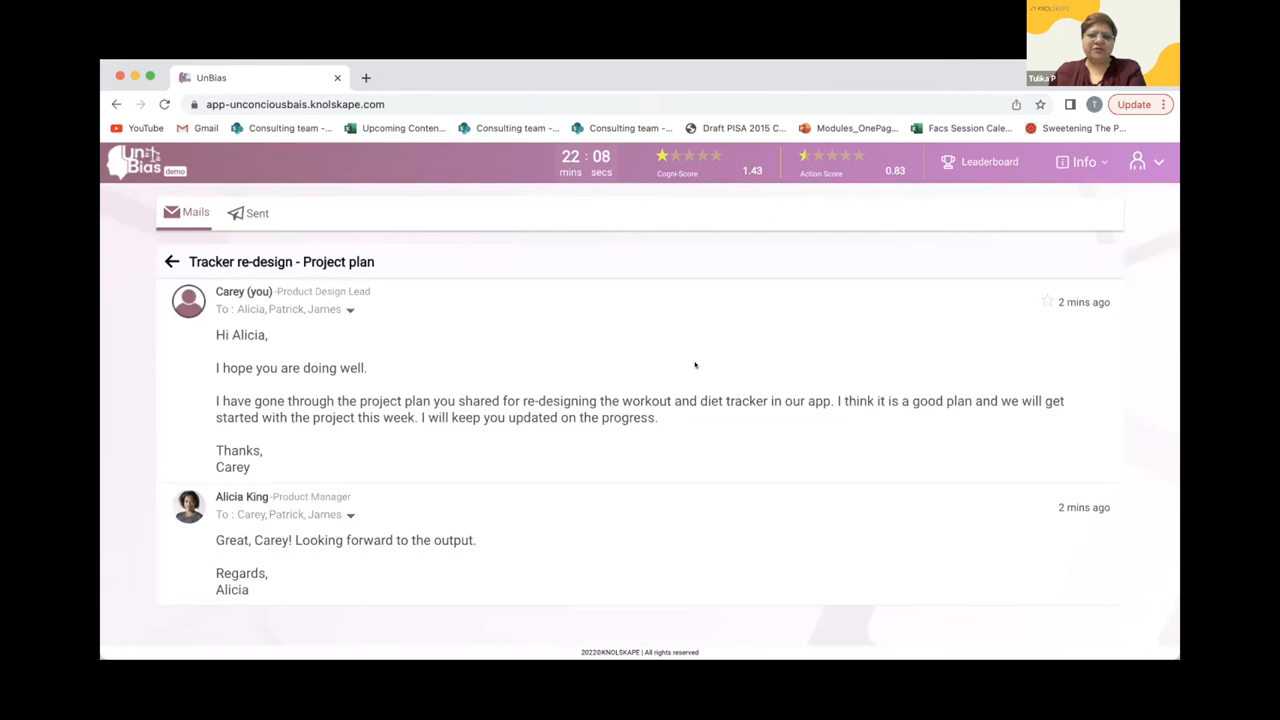 KNOLSKAPE
Tulika P
UnBias
app-unconciousbais.knolskape.com
Update
YouTube
Gmail
Consulting team -...
Upcoming Conten...
Consulting team -...
Consulting team -...
Draft PISA 2015 C...
Modules_OnePag...
Facs Session Cale...
Sweetening The P...
Un
Bias
demo
22 : 08
mins secs
Cogni-Score
1.43
Action Score
0.83
Leaderboard
Info
Mails
Sent
Tracker re-design - Project plan
Carey (you) -Product Design Lead
To : Alicia, Patrick, James
2 mins ago
Hi Alicia,
I hope you are doing well.
I have gone through the project plan you shared for re-designing the workout and diet tracker in our app. I think it is a good plan and we will get
started with the project this week. I will keep you updated on the progress.
Thanks,
Carey
Alicia King -Product Manager
To : Carey, Patrick, James
2 mins ago
Great, Carey! Looking forward to the output.
Regards,
Alicia
2022©KNOLSKAPE | All rights reserved